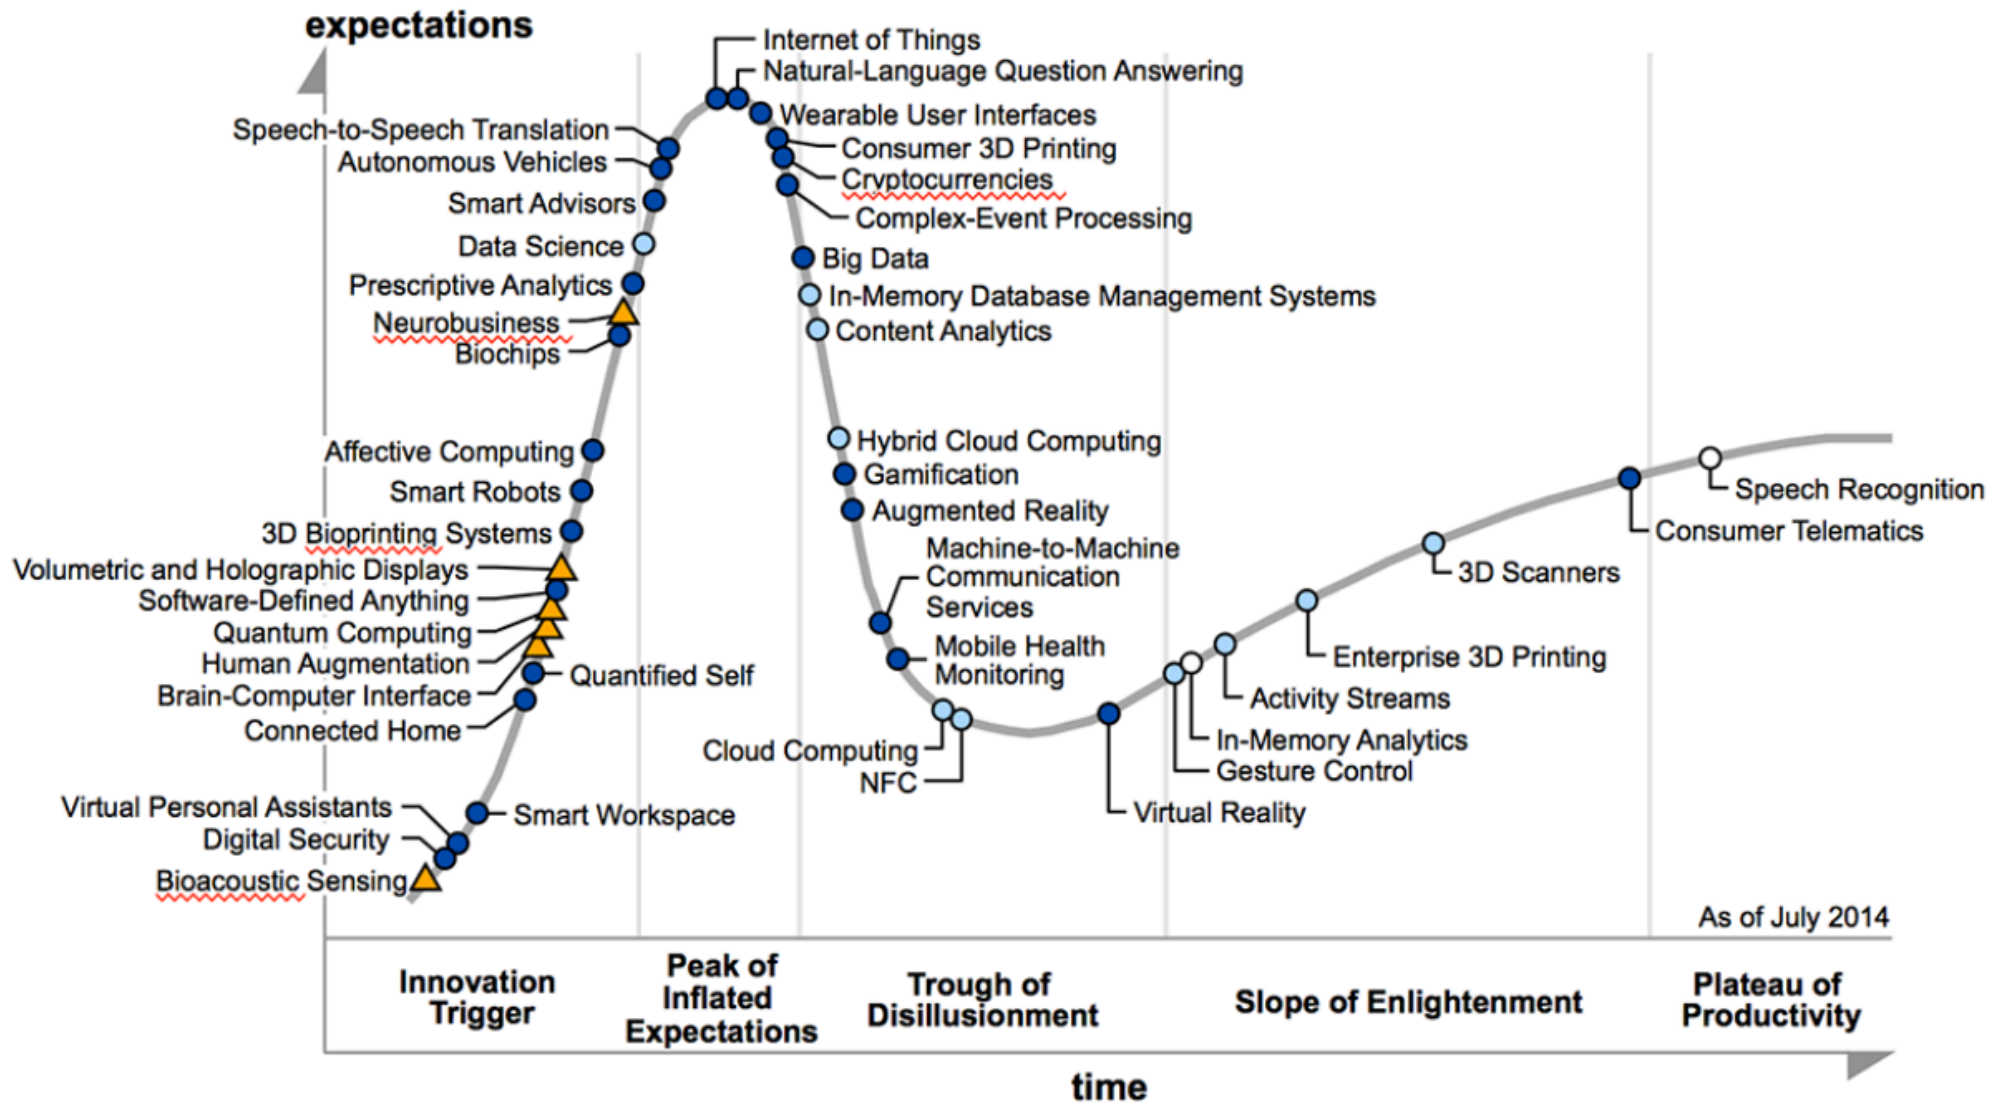 expectations
Internet of Things
Natural-Language Question Answering
Wearable User Interfaces
Consumer 3D Printing
Cryptocurrencies
Complex-Event Processing
Speech-to-Speech Translation
Autonomous Vehicles
Smart Advisors
Data Science
Prescriptive Analytics
Neurobusiness
Biochips
Big Data
In-Memory Database Management Systems
Content Analytics
Affective Computing
Smart Robots
3D Bioprinting Systems
Volumetric and Holographic Displays
Software-Defined Anything
Quantum Computing
Human Augmentation
Brain-Computer Interface
Connected Home
Quantified Self
Virtual Personal Assistants
Digital Security
Bioacoustic Sensing
Smart Workspace
Hybrid Cloud Computing
Gamification
Augmented Reality
Machine-to-Machine
Communication
Services
Mobile Health
Monitoring
Cloud Computing
NFC
Virtual Reality
Gesture Control
In-Memory Analytics
Activity Streams
Enterprise 3D Printing
3D Scanners
Consumer Telematics
Speech Recognition
As of July 2014
Innovation
Trigger
Peak of
Inflated
Expectations
Trough of
Disillusionment
Slope of Enlightenment
Plateau of
Productivity
time